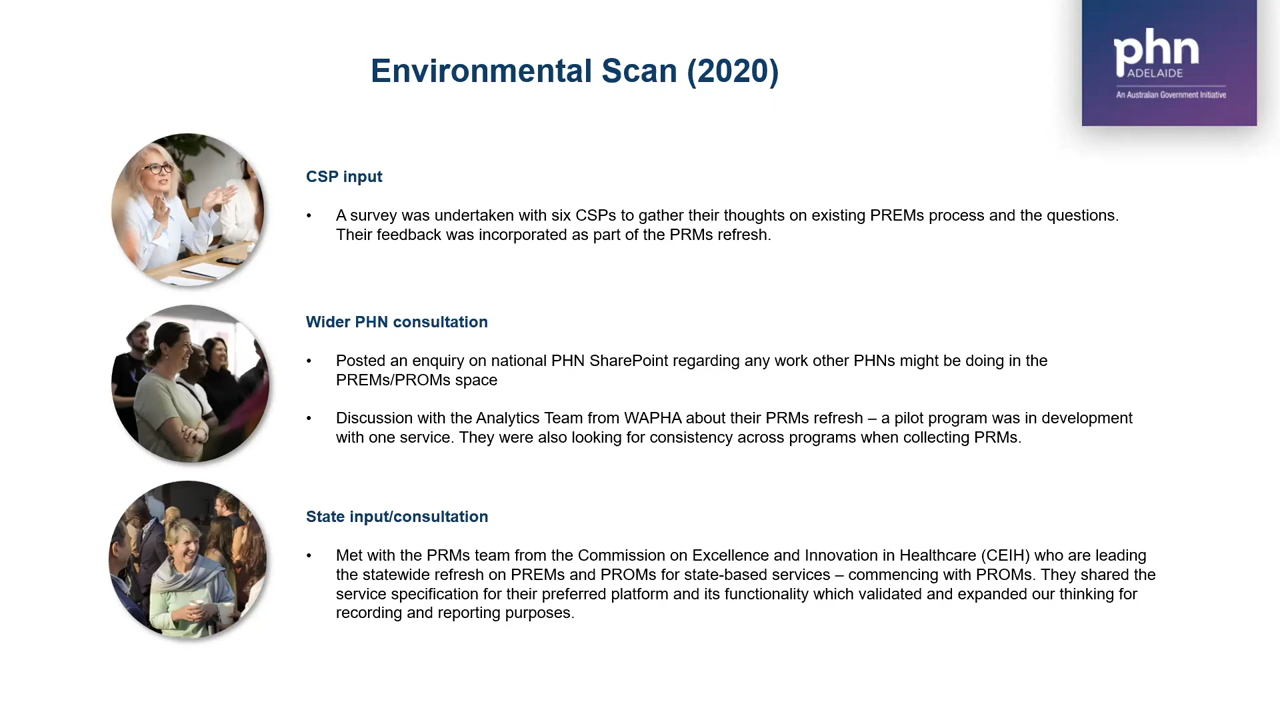 Environmental Scan (2020)
phn
ADELAIDE
An Australian Government Initiative
CSP input
• A survey was undertaken with six CSPs to gather their thoughts on existing PREMs process and the questions.
Their feedback was incorporated as part of the PRMs refresh.
Wider PHN consultation
• Posted an enquiry on national PHN SharePoint regarding any work other PHNs might be doing in the
PREMs/PROMs space
• Discussion with the Analytics Team from WAPHA about their PRMs refresh – a pilot program was in development
with one service. They were also looking for consistency across programs when collecting PRMs.
State input/consultation
• Met with the PRMs team from the Commission on Excellence and Innovation in Healthcare (CEIH) who are leading
the statewide refresh on PREMs and PROMs for state-based services – commencing with PROMs. They shared the
service specification for their preferred platform and its functionality which validated and expanded our thinking for
recording and reporting purposes.